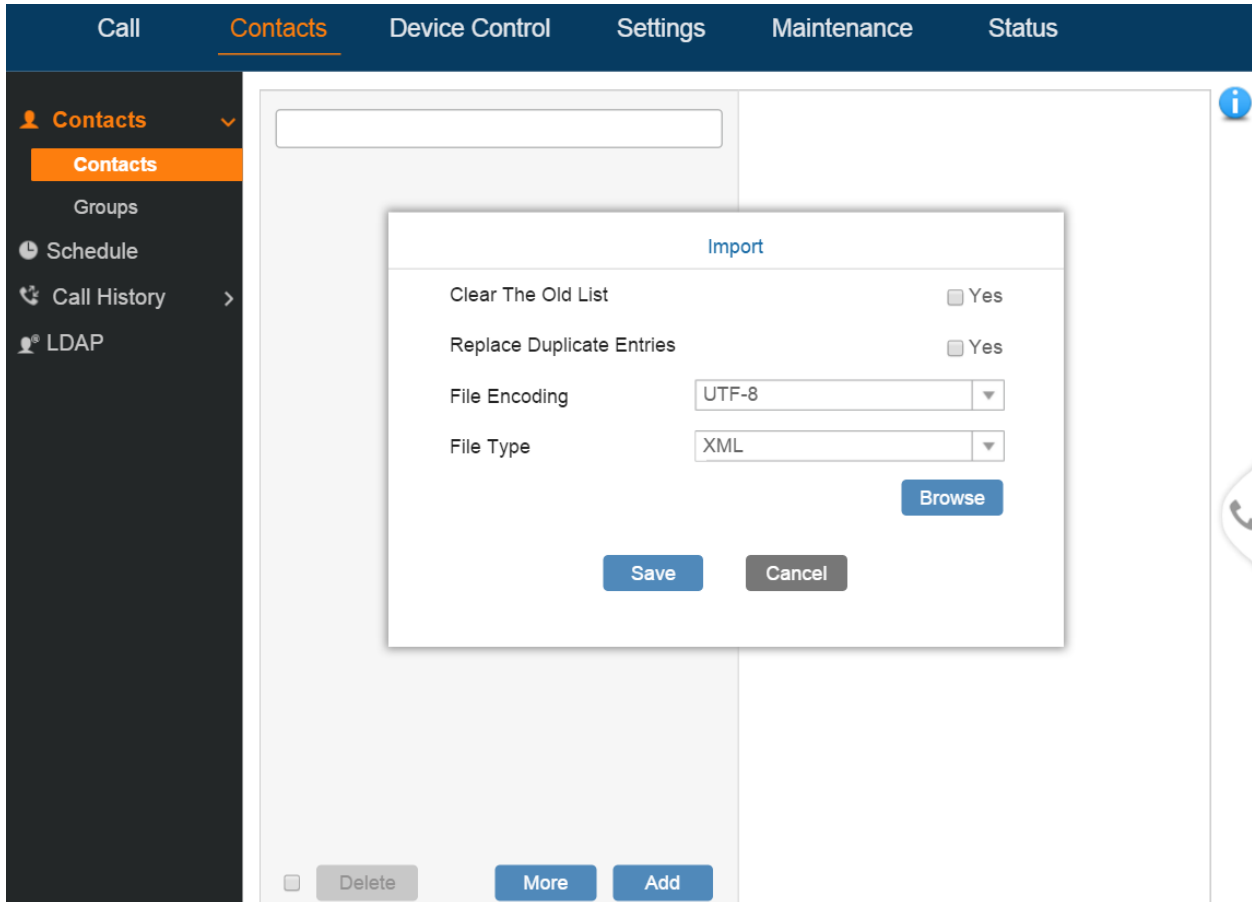 Call Contacts Device Control Settings Maintenance Status
Contacts
Contacts
Groups
Schedule
Call History
LDAP
Import
Clear The Old List Yes
Replace Duplicate Entries Yes
File Encoding UTF-8
File Type XML
Browse
Save Cancel
Delete More Add